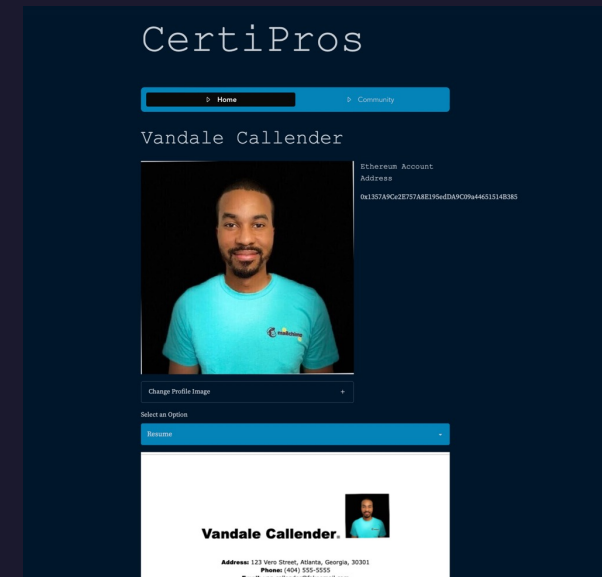 CertiPros
Home
Community
Vandale Callender
Ethereum Account
Address
0x1357A9Ce2E757A8E195edDA9C09a44651514B385
mailchimp
Change Profile Image +
Select an Option
Resume
Vandale Callender.
Address: 123 Vero Street, Atlanta, Georgia, 30301
Phone: (404) 555-5555